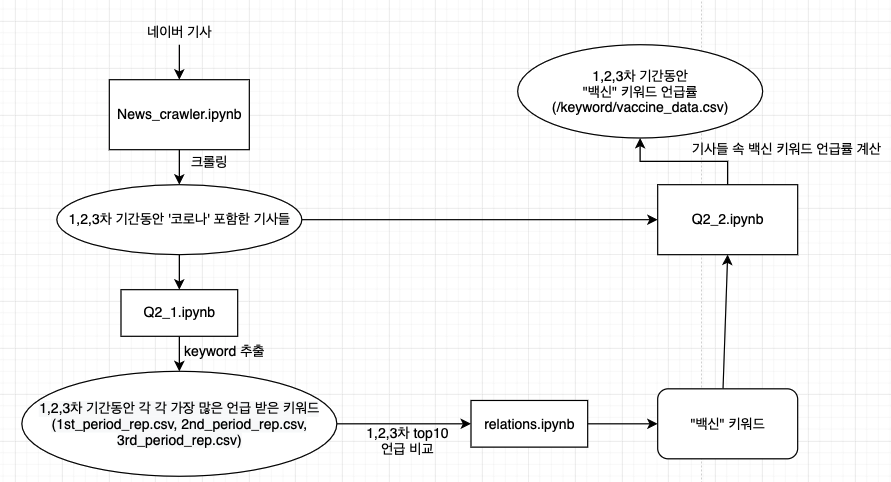 네이버 기사
News_crawler.ipynb
크롤링
1,2,3차 기간동안 '코로나' 포함한 기사들
Q2_1.ipynb
keyword 추출
1,2,3차 기간동안 각 각 가장 많은 언급 받은 키워드
(1st_period_rep.csv, 2nd_period_rep.csv,
3rd_period_rep.csv)
1,2,3차 top10
언급 비교
relations.ipynb
"백신" 키워드
Q2_2.ipynb
기사들 속 백신 키워드 언급률 계산
1,2,3차 기간동안
"백신" 키워드 언급률
(/keyword/vaccine_data.csv)